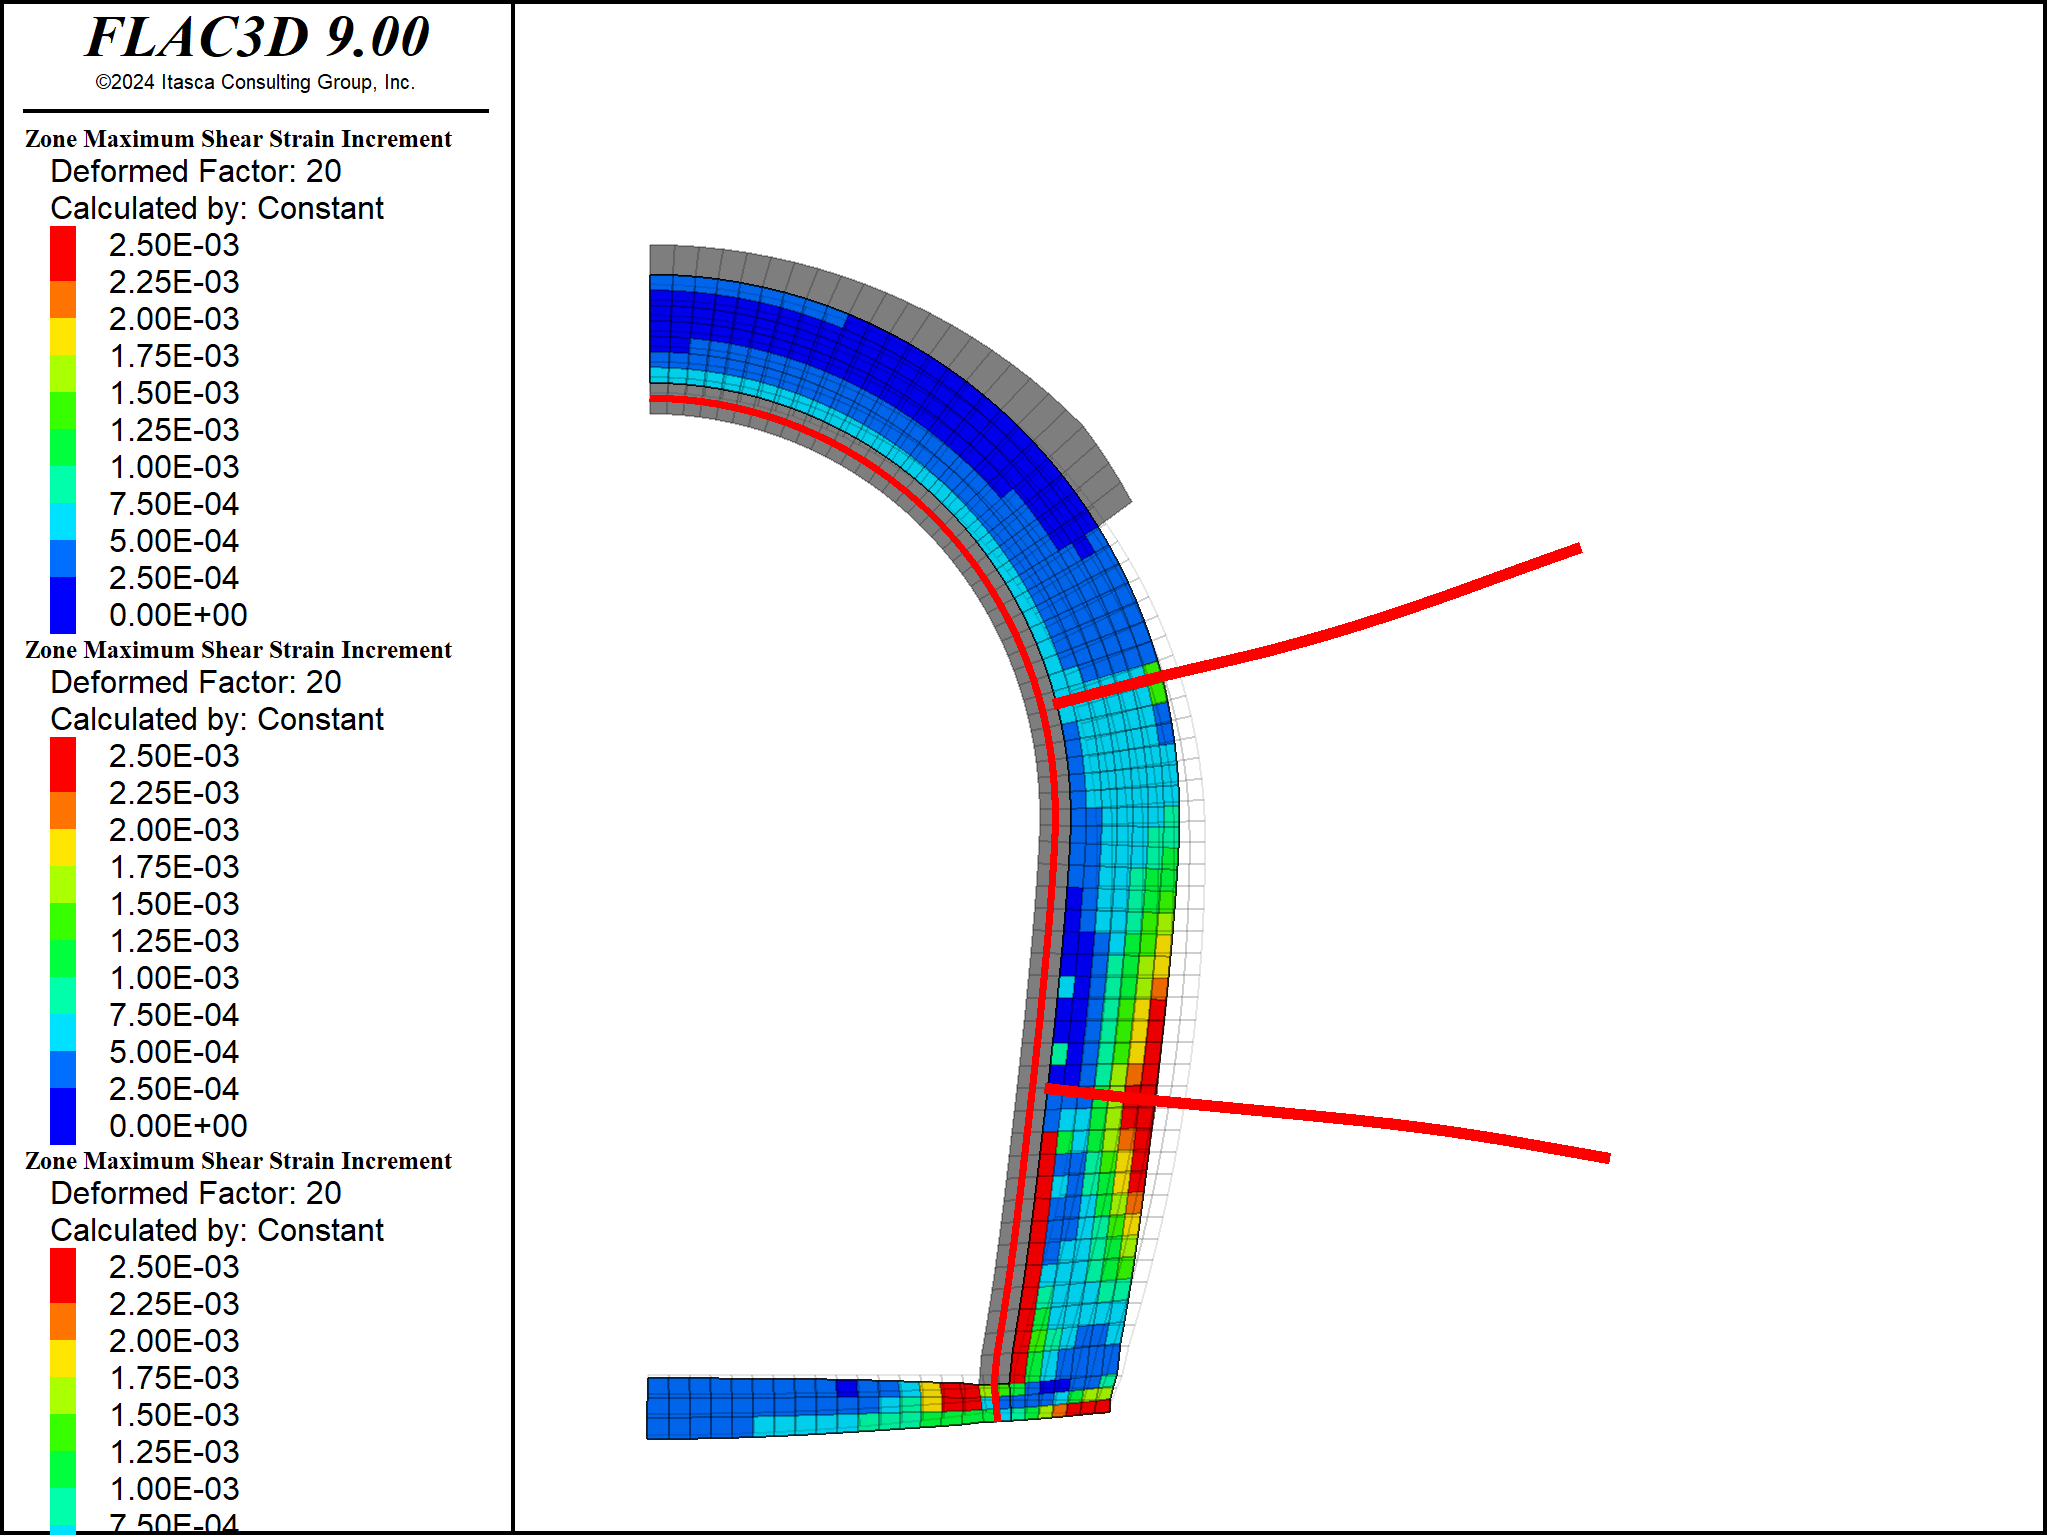 FLAC3D 9.00
©2024 Itasca Consulting Group, Inc.
Zone Maximum Shear Strain Increment
Deformed Factor: 20
Calculated by: Constant
2.50E-03
2.25E-03
2.00E-03
1.75E-03
1.50E-03
1.25E-03
1.00E-03
7.50E-04
5.00E-04
2.50E-04
0.00E+00
Zone Maximum Shear Strain Increment
Deformed Factor: 20
Calculated by: Constant
2.50E-03
2.25E-03
2.00E-03
1.75E-03
1.50E-03
1.25E-03
1.00E-03
7.50E-04
5.00E-04
2.50E-04
0.00E+00
Zone Maximum Shear Strain Increment
Deformed Factor: 20
Calculated by: Constant
2.50E-03
2.25E-03
2.00E-03
1.75E-03
1.50E-03
1.25E-03
1.00E-03
7.50E-04